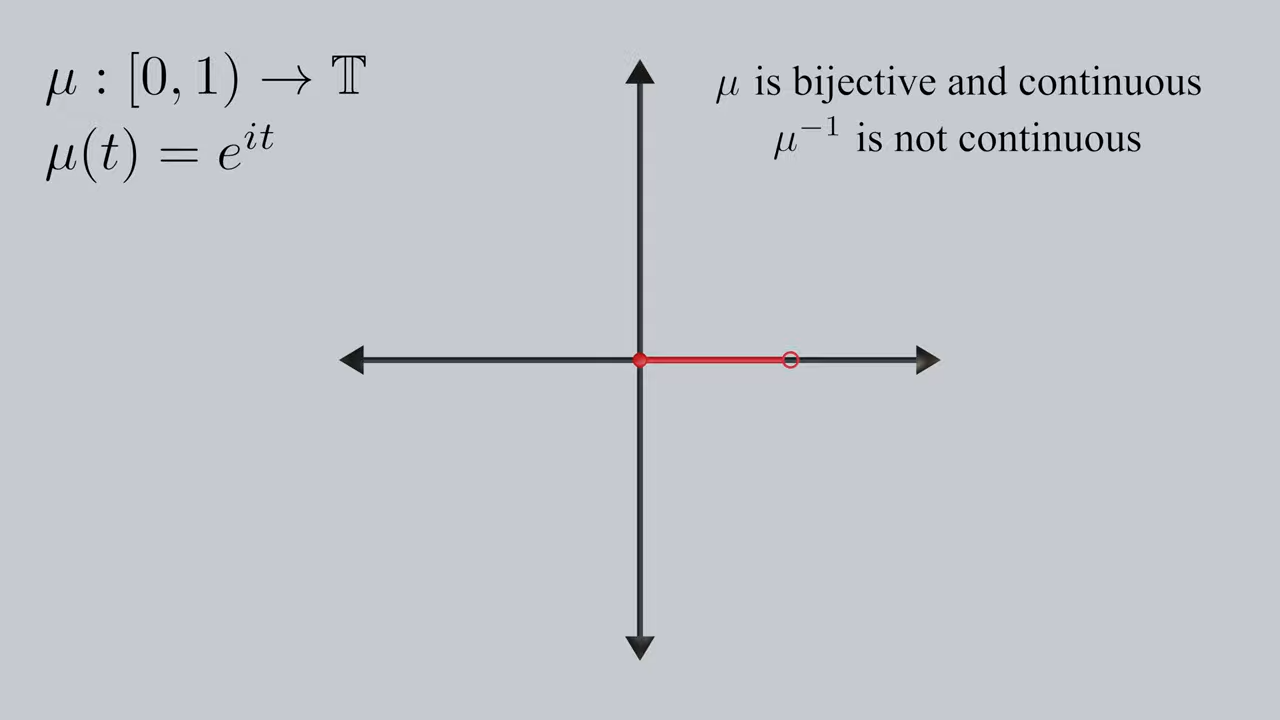 μ : [0, 1) → 𝕋
μ(t) = e^{it}
μ is bijective and continuous
μ^{−1} is not continuous